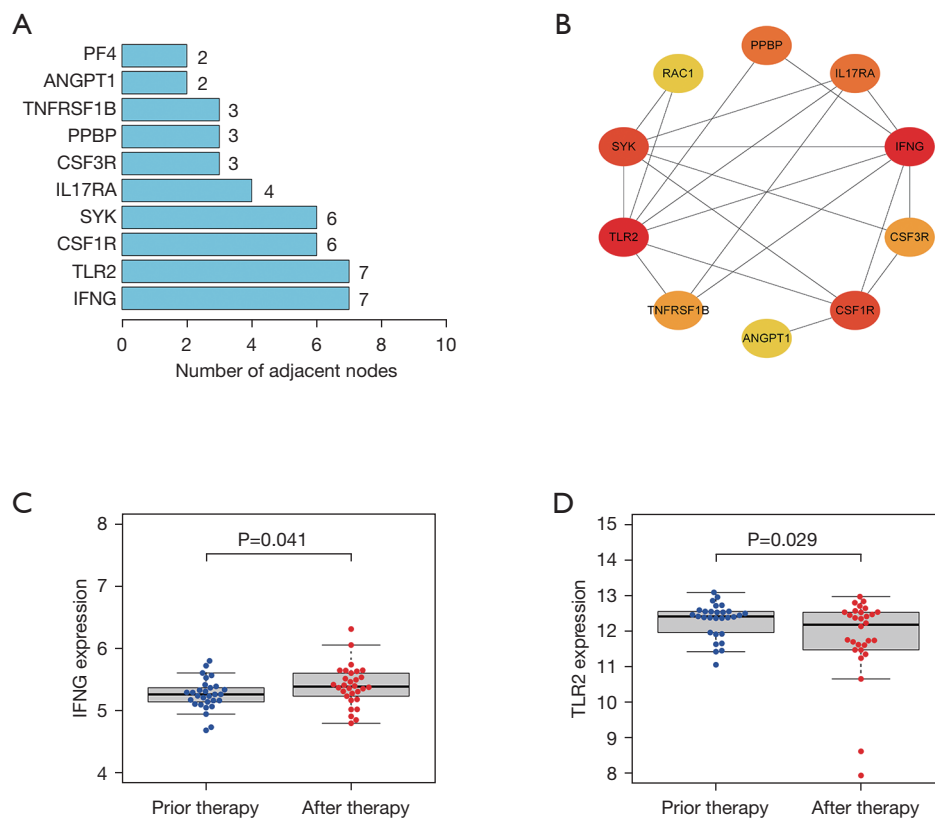 A
PF4 2
ANGPT1 2
TNFRSF1B 3
PPBP 3
CSF3R 3
IL17RA 4
SYK 6
CSF1R 6
TLR2 7
IFNG 7
0 2 4 6 8 10
Number of adjacent nodes
B
PPBP
RAC1 IL17RA
SYK IFNG
TLR2 CSF3R
TNFRSF1B CSF1R
ANGPT1
C
8
7
6
5
4
IFNG expression
P=0.041
Prior therapy After therapy
D
15
14
13
12
11
10
9
8
TLR2 expression
P=0.029
Prior therapy After therapy